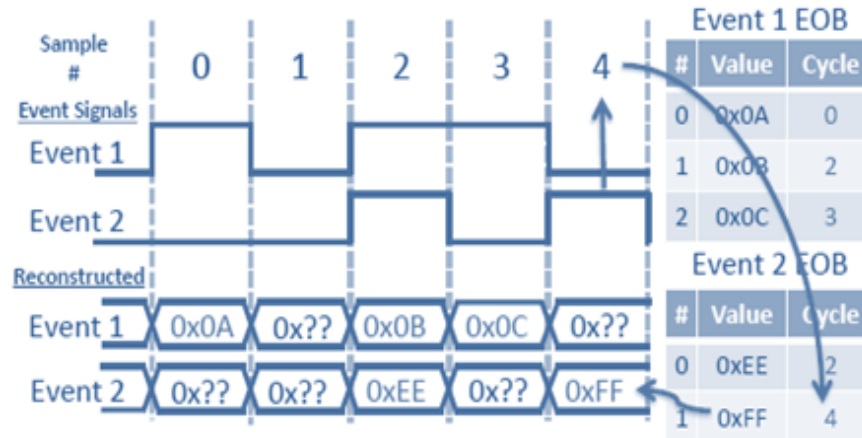 Sample
#
0 1 2 3 4
Event Signals
Event 1
Event 2
Reconstructed
Event 1 0x0A 0x?? 0x0B 0x0C 0x??
Event 2 0x?? 0x?? 0xEE 0x?? 0xFF
Event 1 EOB
# Value Cycle
0 0x0A 0
1 0x0B 2
2 0x0C 3
Event 2 EOB
# Value Cycle
0 0xEE 2
1 0xFF 4